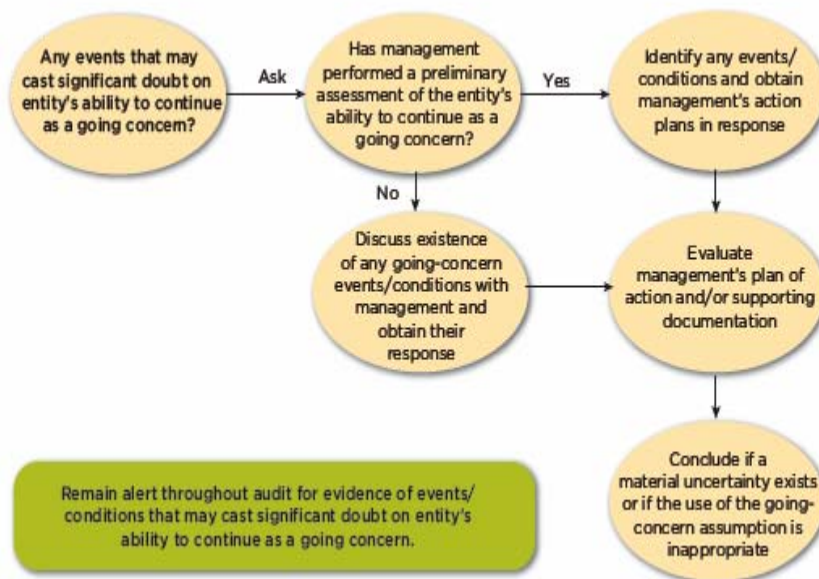 Any events that may
cast significant doubt on
entity's ability to continue
as a going concern?
Ask
Has management
performed a preliminary
assessment of the entity's
ability to continue as
a going concern?
Yes
Identify any events/
conditions and obtain
management's action
plans in response
No
Discuss existence
of any going-concern
events/conditions with
management and
obtain their
response
Evaluate
management's plan of
action and/or supporting
documentation
Conclude if a
material uncertainty exists
or if the use of the going-
concern assumption is
inappropriate
Remain alert throughout audit for evidence of events/
conditions that may cast significant doubt on entity's
ability to continue as a going concern.